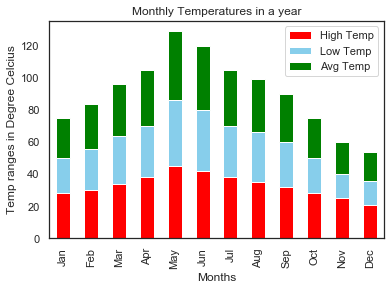 Monthly Temperatures in a year
High Temp
Low Temp
Avg Temp
Temp ranges in Degree Celcius
120
100
80
60
40
20
0
Jan Feb Mar Apr May Jun Jul Aug Sep Oct Nov Dec
Months